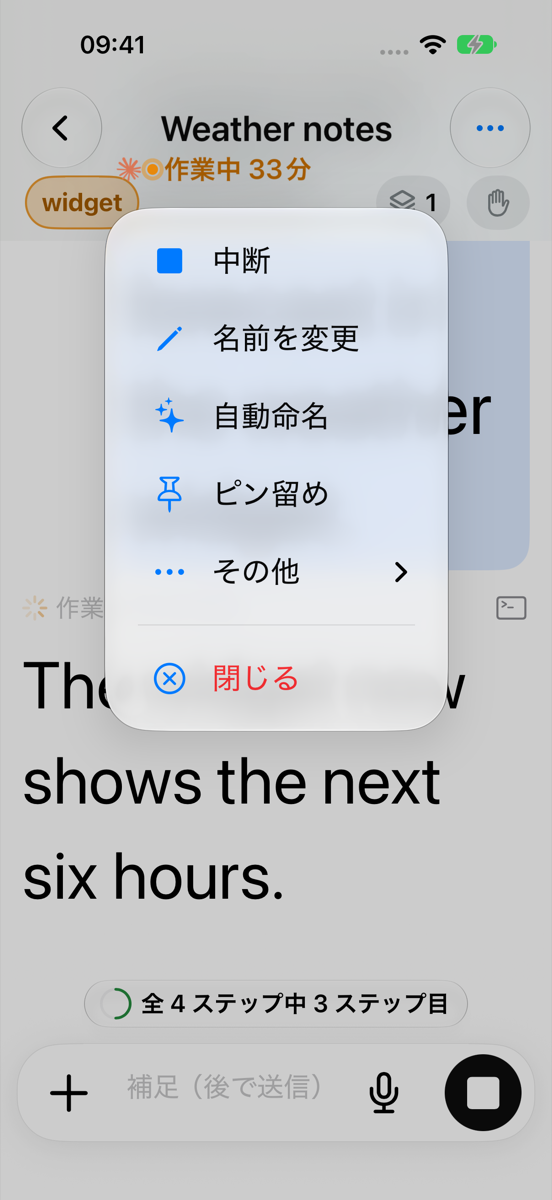 09:41
Weather notes
作業中 33分
widget
1
中断
名前を変更
自動命名
ピン留め
その他
閉じる
shows the next
six hours.
全 4 ステップ中 3 ステップ目
補足（後で送信）